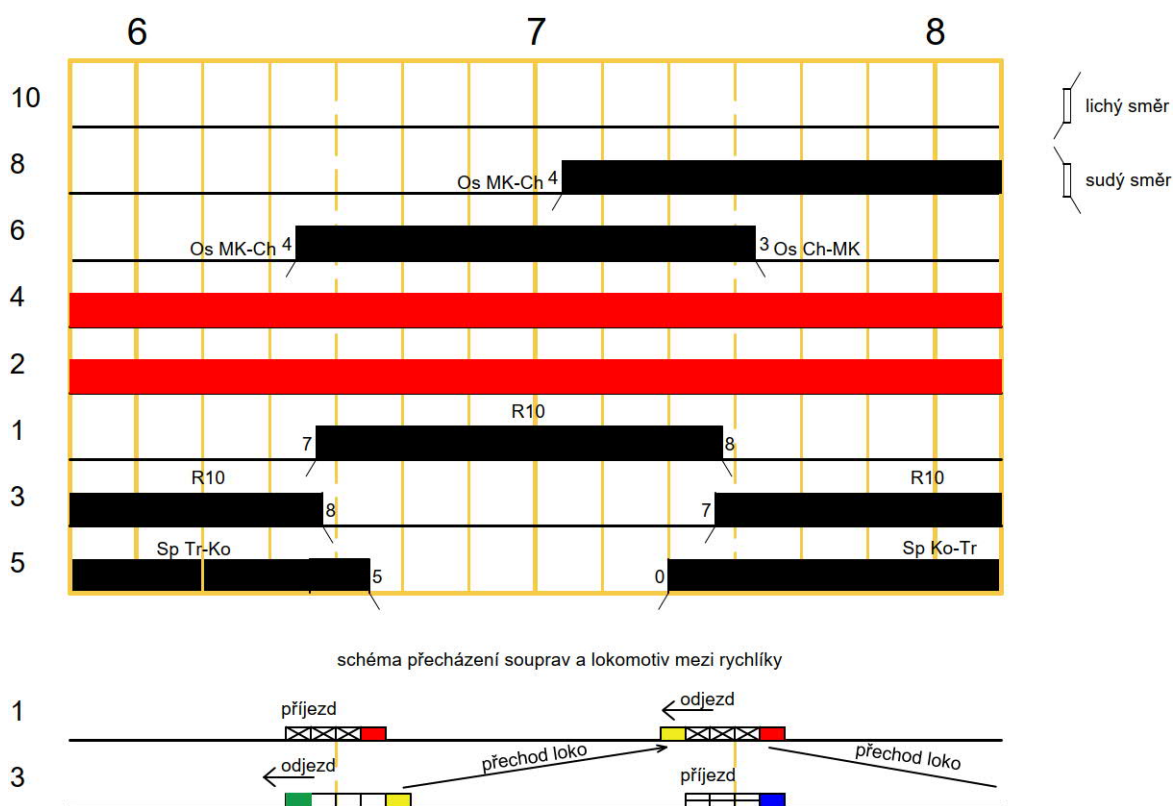 6 7 8
10
lichý směr
8 Os MK-Ch 4
sudý směr
6 Os MK-Ch 4 3 Os Ch-MK
4
2
R10
1 7 8
R10 R10
3 8 7
Sp Tr-Ko Sp Ko-Tr
5 5 0
schéma přecházení souprav a lokomotiv mezi rychlíky
1 příjezd odjezd
přechod loko přechod loko
3 odjezd příjezd